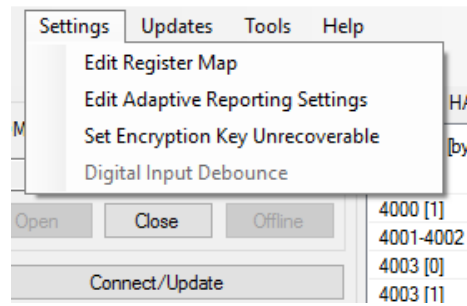 Settings Updates Tools Help
Edit Register Map
Edit Adaptive Reporting Settings
Set Encryption Key Unrecoverable
Digital Input Debounce
Open Close Offline
Connect/Update
4000 [1]
4001-4002
4003 [0]
4003 [1]